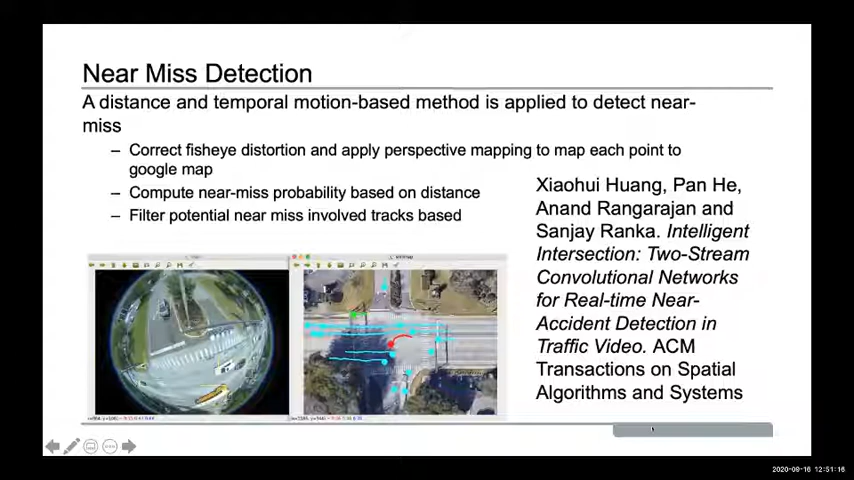 Near Miss Detection
A distance and temporal motion-based method is applied to detect near-
miss
– Correct fisheye distortion and apply perspective mapping to map each point to
google map
– Compute near-miss probability based on distance
– Filter potential near miss involved tracks based
Xiaohui Huang, Pan He,
Anand Rangarajan and
Sanjay Ranka. Intelligent
Intersection: Two-Stream
Convolutional Networks
for Real-time Near-
Accident Detection in
Traffic Video. ACM
Transactions on Spatial
Algorithms and Systems
2020-09-16 12:51:16